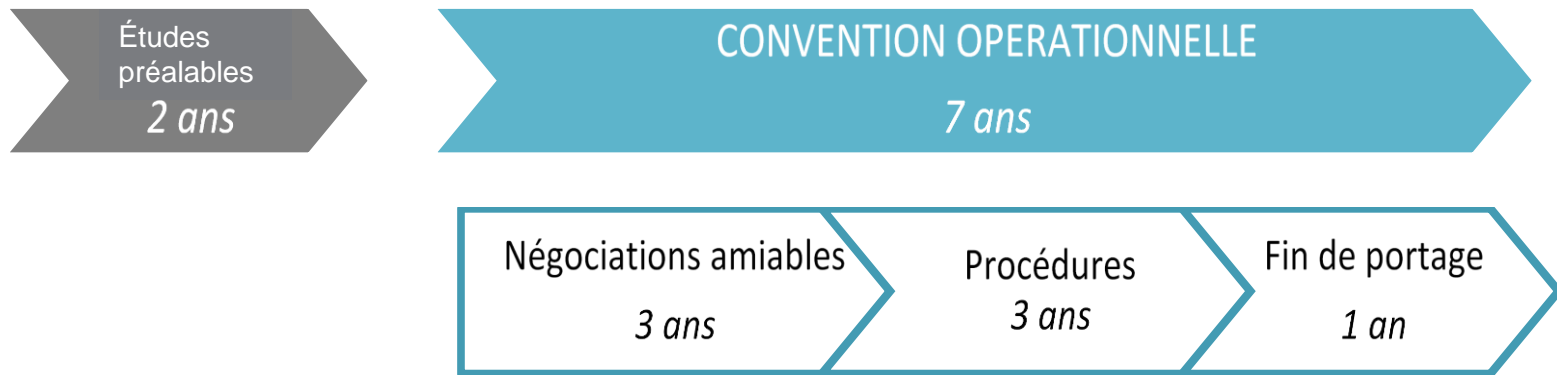 Études
préalables
2 ans
CONVENTION OPERATIONNELLE
7 ans
Négociations amiables
3 ans
Procédures
3 ans
Fin de portage
1 an